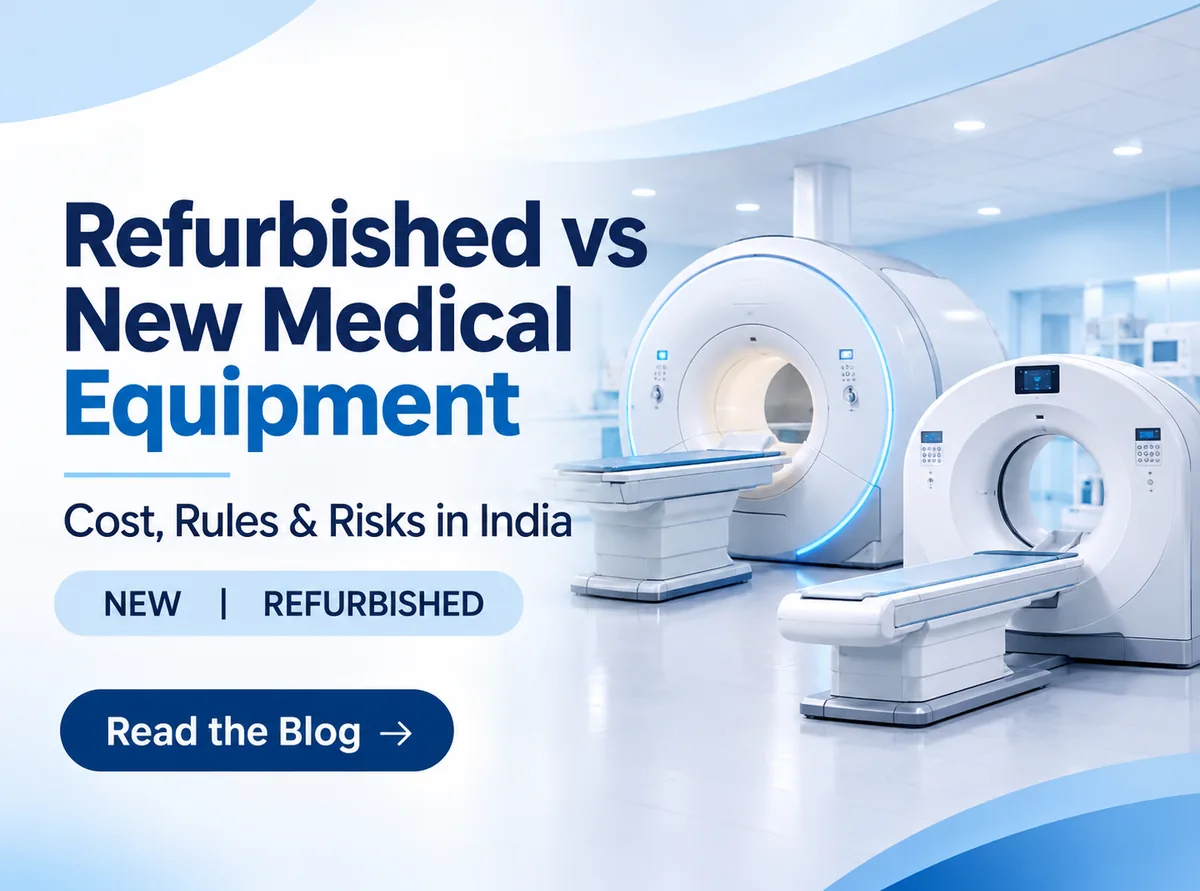 Refurbished vs
New Medical
Equipment
Cost, Rules & Risks in India
NEW | REFURBISHED
Read the Blog →